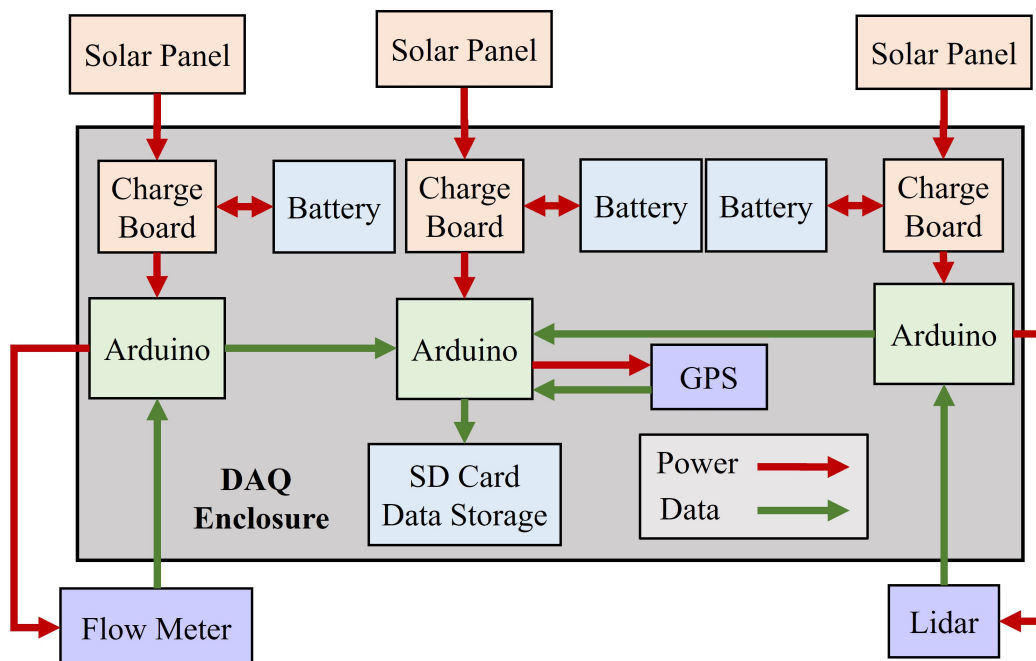 Solar Panel
Solar Panel
Solar Panel
Charge
Board
Battery
Charge
Board
Battery
Battery
Charge
Board
Arduino
Arduino
Arduino
GPS
DAQ
Enclosure
SD Card
Data Storage
Power
Data
Flow Meter
Lidar